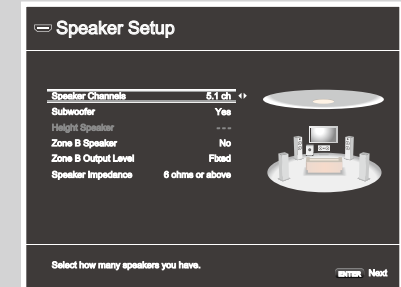 Speaker Setup
Speaker Channels 5.1 ch
Subwoofer Yes
Height Speaker ---
Zone B Speaker No
Zone B Output Level Fixed
Speaker Impedance 6 ohms or above
Select how many speakers you have.
ENTER Next